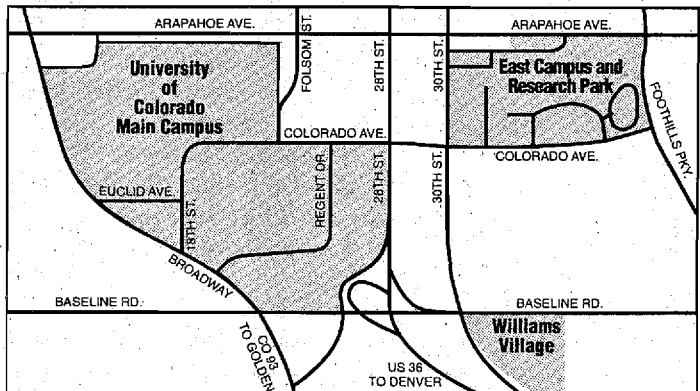 ARAPAHOE AVE.
ARAPAHOE AVE.
FOLSOM ST.
28TH ST.
30TH ST.
University
of
Colorado
Main Campus
East Campus and
Research Park
FOOTHILLS PKY.
COLORADO AVE.
COLORADO AVE.
EUCLID AVE.
18TH ST.
REGENT DR.
28TH ST.
30TH ST.
BROADWAY
BASELINE RD.
BASELINE RD.
CO 93
TO GOLDEN
US 36
TO DENVER
Williams
Village